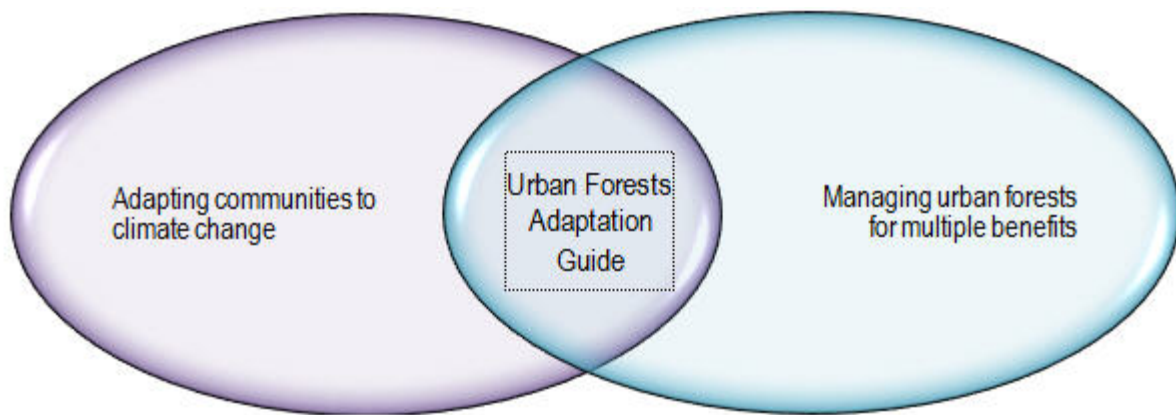 Adapting communities to
climate change
Urban Forests
Adaptation
Guide
Managing urban forests
for multiple benefits